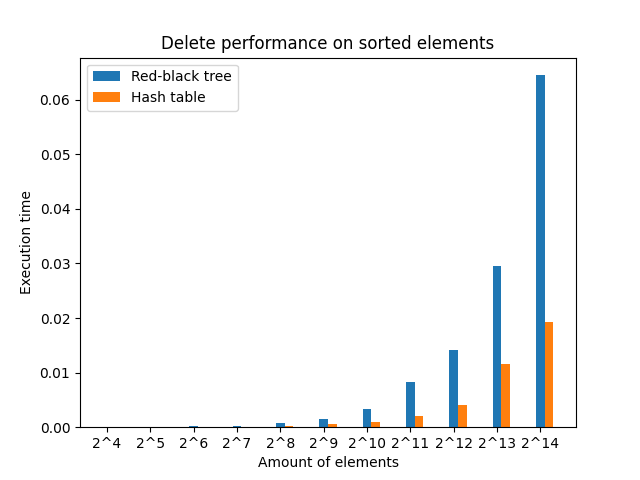 Delete performance on sorted elements
Red-black tree
Hash table
Execution time
0.06
0.05
0.04
0.03
0.02
0.01
0.00
2^4 2^5 2^6 2^7 2^8 2^9 2^10 2^11 2^12 2^13 2^14
Amount of elements